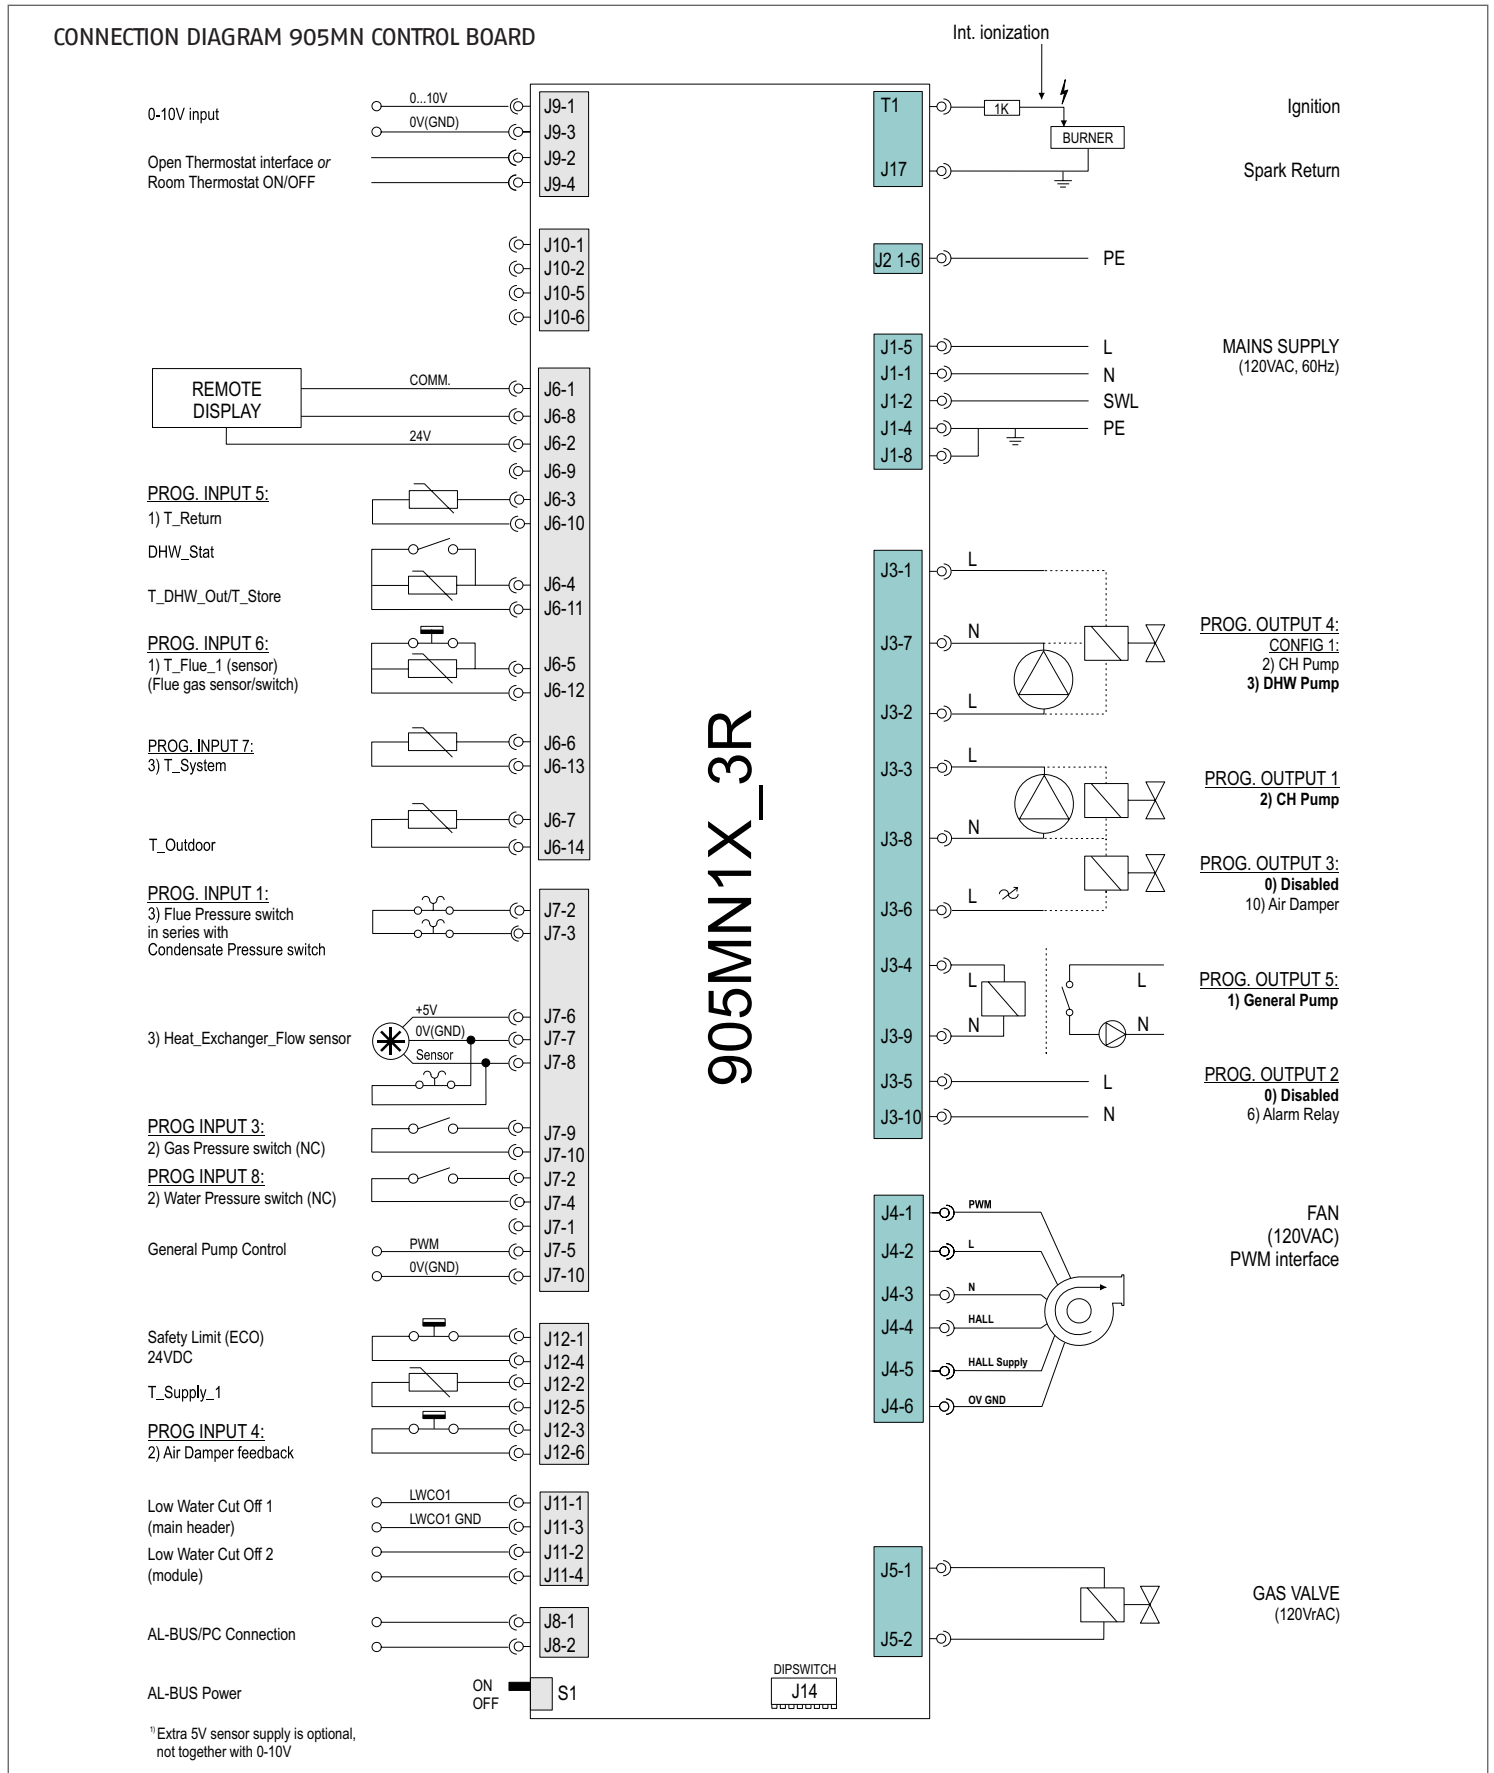 CONNECTION DIAGRAM 905MN CONTROL BOARD
Int. ionization
0-10V input
0...10V
0V(GND)
J9-1
J9-3
Open Thermostat interface or
Room Thermostat ON/OFF
J9-2
J9-4
J10-1
J10-2
J10-5
J10-6
REMOTE
DISPLAY
COMM.
24V
J6-1
J6-8
J6-2
J6-9
PROG. INPUT 5:
1) T_Return
J6-3
J6-10
DHW_Stat
T_DHW_Out/T_Store
J6-4
J6-11
PROG. INPUT 6:
1) T_Flue_1 (sensor)
(Flue gas sensor/switch)
J6-5
J6-12
PROG. INPUT 7:
3) T_System
J6-6
J6-13
T_Outdoor
J6-7
J6-14
PROG. INPUT 1:
3) Flue Pressure switch
in series with
Condensate Pressure switch
J7-2
J7-3
3) Heat_Exchanger_Flow sensor
+5V
0V(GND)
Sensor
J7-6
J7-7
J7-8
PROG INPUT 3:
2) Gas Pressure switch (NC)
J7-9
J7-10
PROG INPUT 8:
2) Water Pressure switch (NC)
J7-2
J7-4
J7-1
General Pump Control
PWM
0V(GND)
J7-5
J7-10
Safety Limit (ECO)
24VDC
J12-1
J12-4
T_Supply_1
J12-2
J12-5
PROG INPUT 4:
2) Air Damper feedback
J12-3
J12-6
Low Water Cut Off 1
(main header)
LWCO1
LWCO1 GND
J11-1
J11-3
Low Water Cut Off 2
(module)
J11-2
J11-4
AL-BUS/PC Connection
J8-1
J8-2
AL-BUS Power
ON
OFF
S1
1) Extra 5V sensor supply is optional,
not together with 0-10V
905MN1X_3R
DIPSWITCH
J14
T1
1K
BURNER
Ignition
J17
Spark Return
J2 1-6
PE
J1-5
L
J1-1
N
J1-2
SWL
J1-4
PE
J1-8
MAINS SUPPLY
(120VAC, 60Hz)
J3-1
L
J3-7
N
J3-2
L
PROG. OUTPUT 4:
CONFIG 1:
2) CH Pump
3) DHW Pump
J3-3
L
J3-8
N
PROG. OUTPUT 1
2) CH Pump
J3-6
L
PROG. OUTPUT 3:
0) Disabled
10) Air Damper
J3-4
L
J3-9
N
L
N
PROG. OUTPUT 5:
1) General Pump
J3-5
L
J3-10
N
PROG. OUTPUT 2
0) Disabled
6) Alarm Relay
J4-1
PWM
J4-2
L
J4-3
N
J4-4
HALL
J4-5
HALL Supply
J4-6
OV GND
FAN
(120VAC)
PWM interface
J5-1
J5-2
GAS VALVE
(120VrAC)